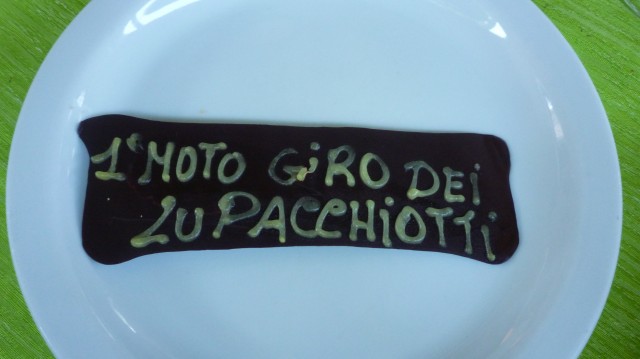 1° MOTO GiRO DEi
LUPACCHiOTTi